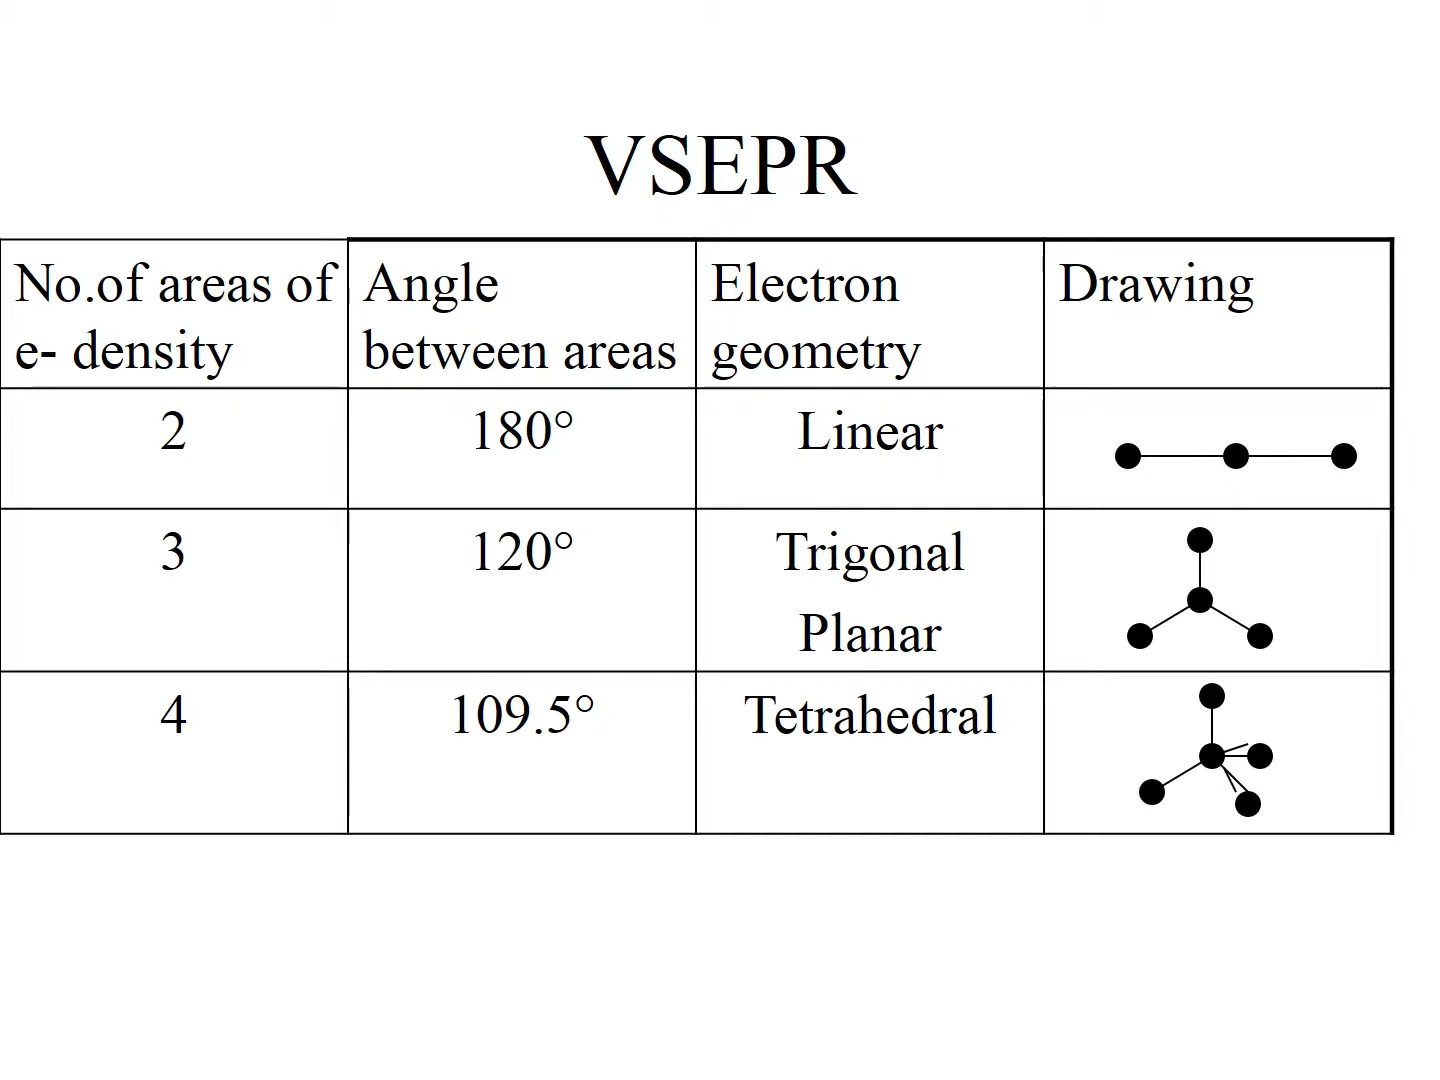 VSEPR
No.of areas of
e- density
Angle
between areas
Electron
geometry
Drawing
2
180°
Linear
3
120°
Trigonal
Planar
4
109.5°
Tetrahedral